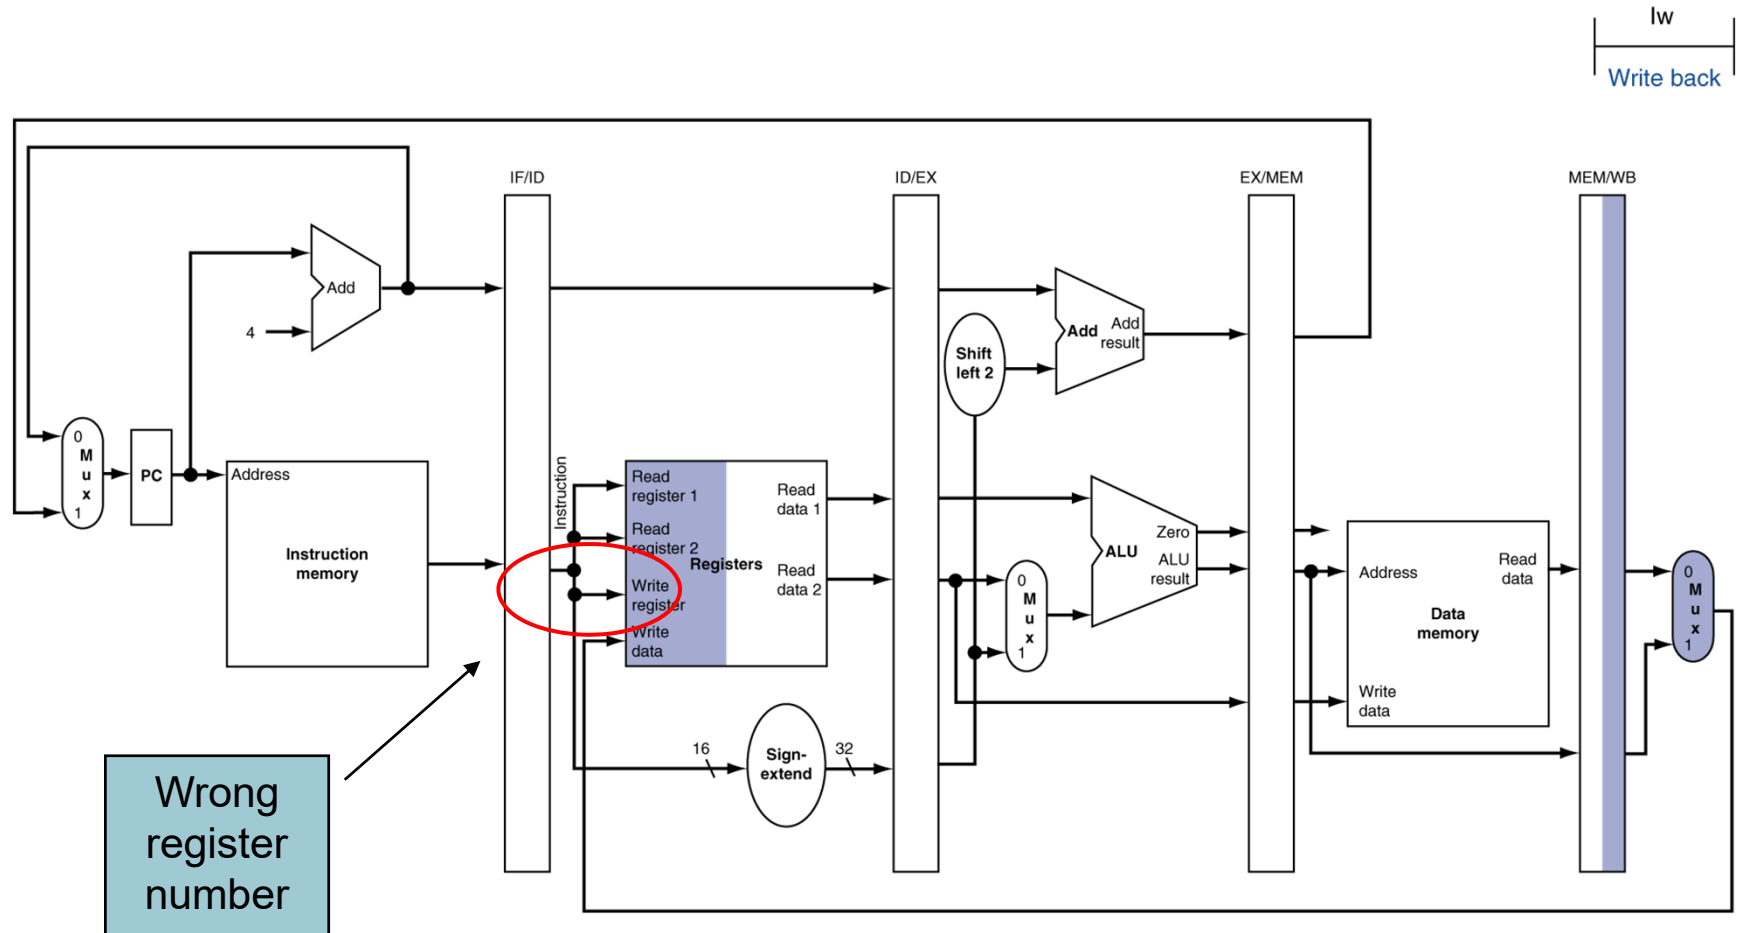 lw
Write back
IF/ID
ID/EX
EX/MEM
MEM/WB
Add
4
Add
Add
result
Shift
left 2
0
M
u
x
1
PC
Address
Instruction
memory
Instruction
Read
register 1
Read
register 2
Write
register
Write
data
Registers
Read
data 1
Read
data 2
16
Sign-
extend
32
0
M
u
x
1
Zero
ALU
ALU
result
Address
Read
data
Data
memory
Write
data
0
M
u
x
1
Wrong
register
number